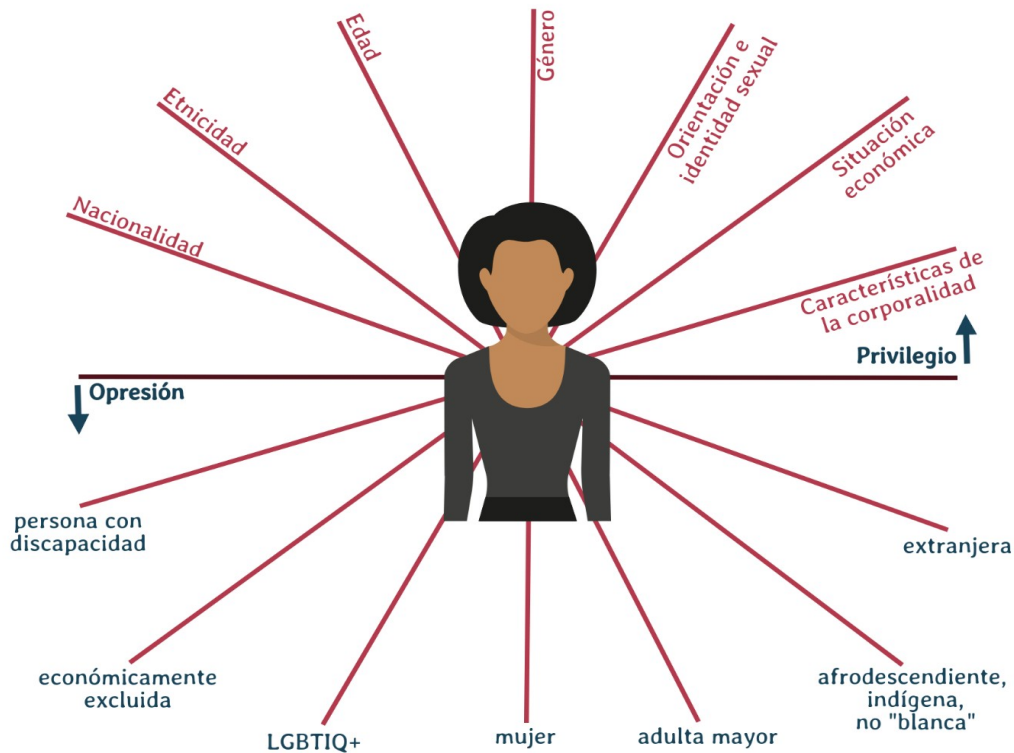 Nacionalidad
Etnicidad
Edad
Género
Orientación e
identidad sexual
Situación
económica
Características de
la corporalidad
Privilegio
Opresión
persona con
discapacidad
económicamente
excluida
LGBTIQ+
mujer
adulta mayor
afrodescendiente,
indígena,
no "blanca"
extranjera